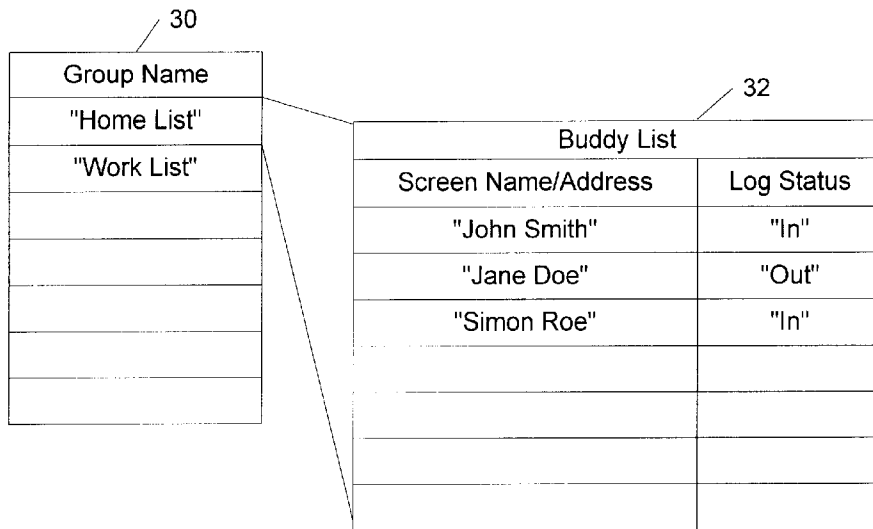 30
Group Name
"Home List"
"Work List"
32
Buddy List
Screen Name/Address Log Status
"John Smith" "In"
"Jane Doe" "Out"
"Simon Roe" "In"